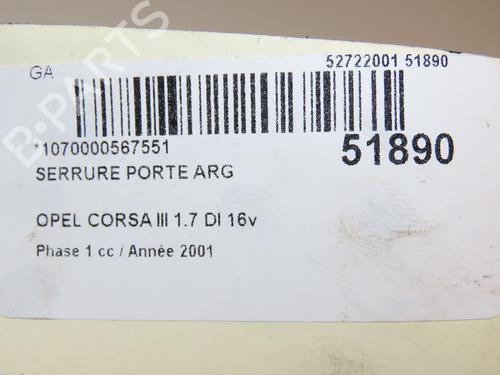 GA
52722001 51890
*1070000567551
51890
SERRURE PORTE ARG
OPEL CORSA III 1.7 DI 16v
Phase 1 cc / Année 2001
B-PARTS